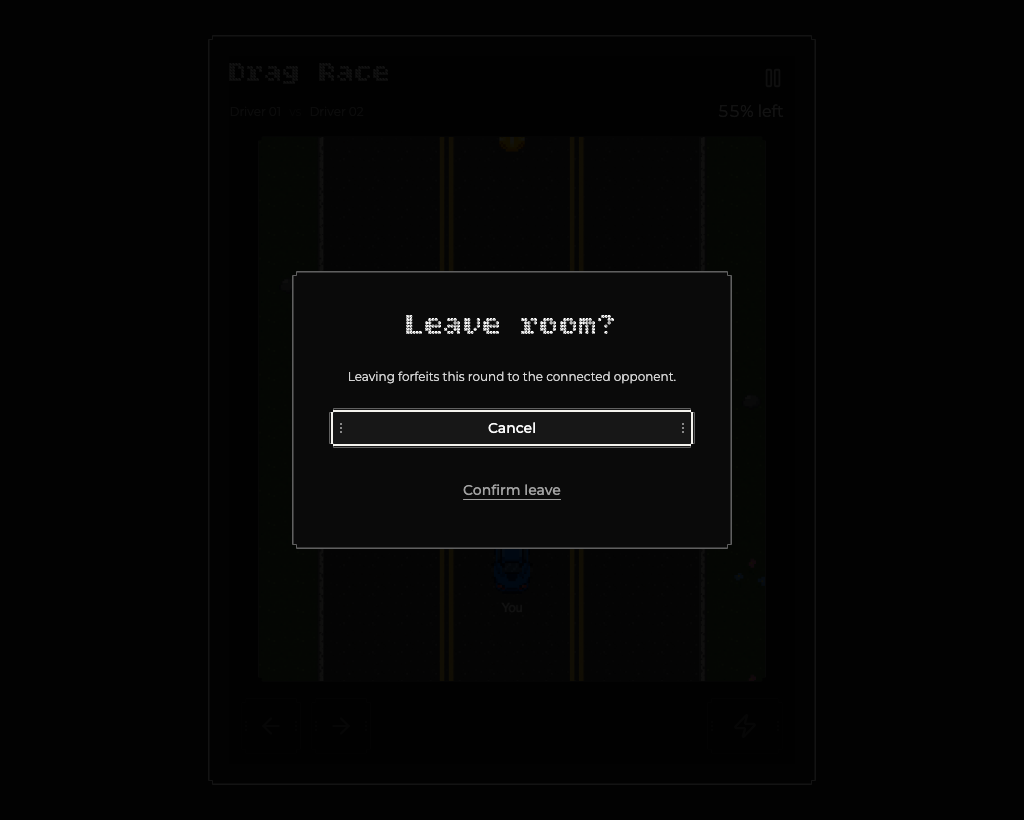 Drag Race
Driver 01 vs Driver 02
55% left
Leave room?
Leaving forfeits this round to the connected opponent.
Cancel
Confirm leave
You